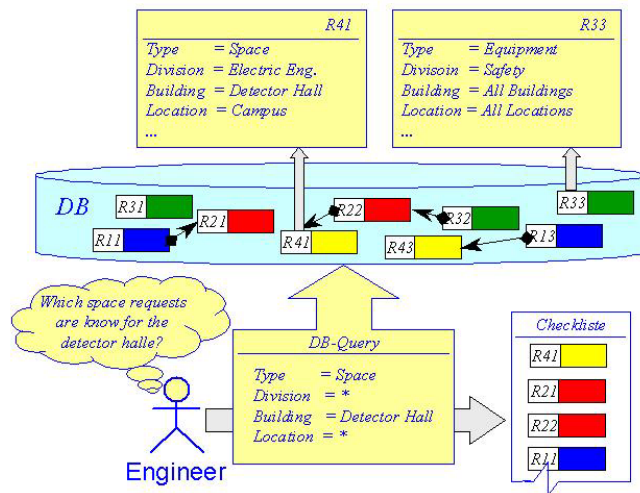 R41
Type = Space
Division = Electric Eng.
Building = Detector Hall
Location = Campus
...
R33
Type = Equipment
Divisoin = Safety
Building = All Buildings
Location = All Locations
...
DB
R31
R21
R11
R22
R41
R32
R43
R33
R13
Which space requests
are know for the
detector halle?
DB-Query
Type = Space
Division = *
Building = Detector Hall
Location = *
Engineer
Checkliste
R41
R21
R22
R11